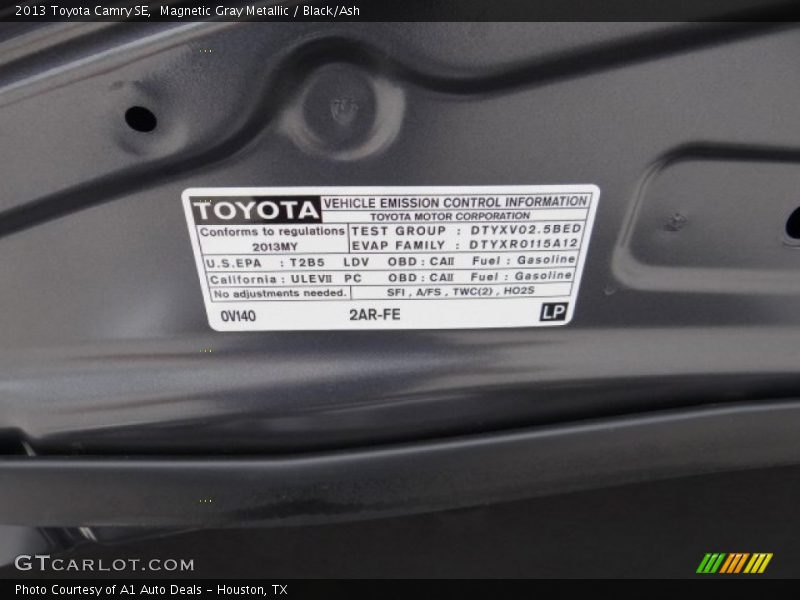 2013 Toyota Camry SE,  Magnetic Gray Metallic / Black/Ash
TOYOTA
VEHICLE EMISSION CONTROL INFORMATION
TOYOTA MOTOR CORPORATION
Conforms to regulations
2013MY
TEST GROUP : DTYXV02.5BED
EVAP FAMILY : DTYXR0115A12
U.S.EPA : T2B5 LDV OBD : CAII Fuel : Gasoline
California : ULEVII PC OBD : CAII Fuel : Gasoline
No adjustments needed.
SFI , A/FS , TWC(2) , HO2S
0V140 2AR-FE LP
GTCARLOT.COM
Photo Courtesy of A1 Auto Deals - Houston, TX